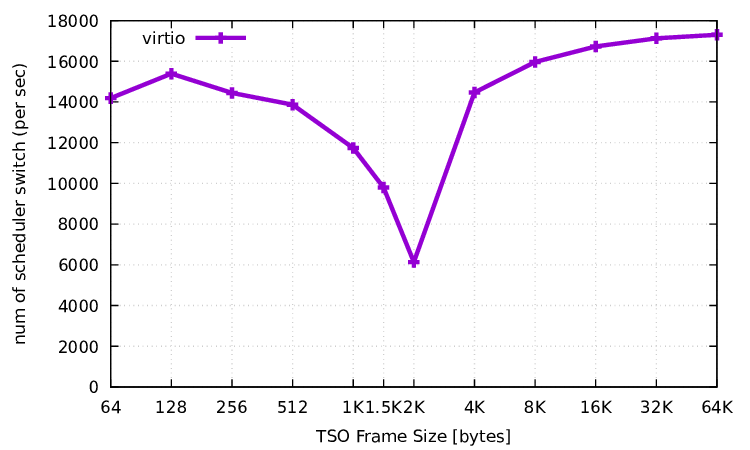 18000
virtio
16000
14000
12000
10000
8000
6000
4000
2000
0
num of scheduler switch (per sec)
64 128 256 512 1K1.5K2K 4K 8K 16K 32K 64K
TSO Frame Size [bytes]